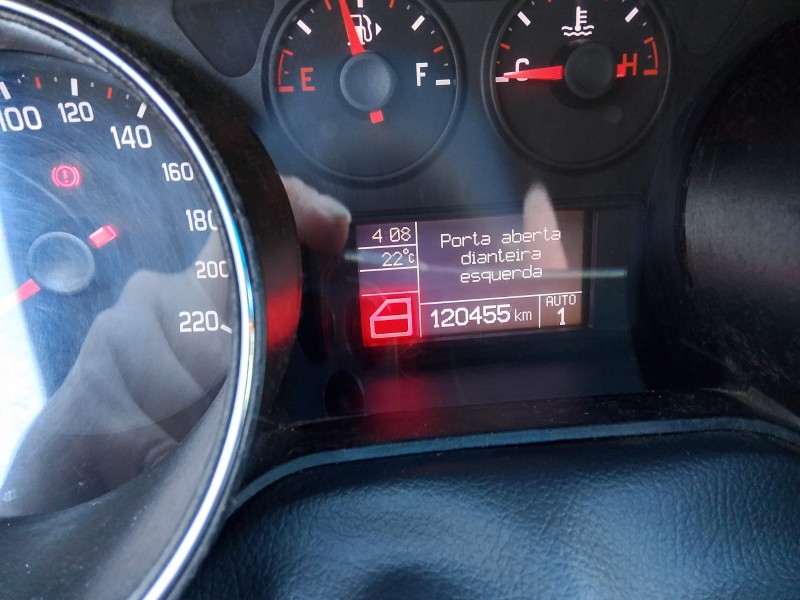 E
F
C
H
100
120
140
160
180
200
220
4 08
22°C
Porta aberta
dianteira
esquerda
120455 km
AUTO
1